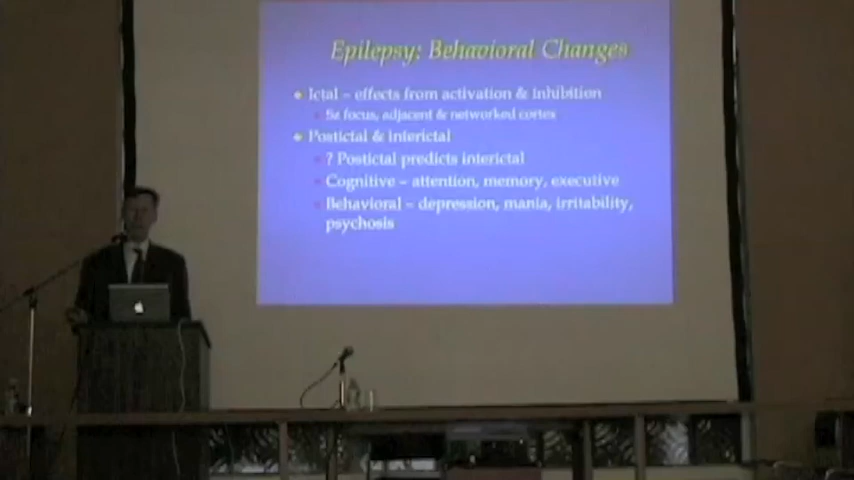 Epilepsy: Behavioral Changes
Ictal – effects from activation & inhibition
Sz focus, adjacent & networked cortex
Postictal & interictal
? Postictal predicts interictal
Cognitive – attention, memory, executive
Behavioral – depression, mania, irritability,
psychosis